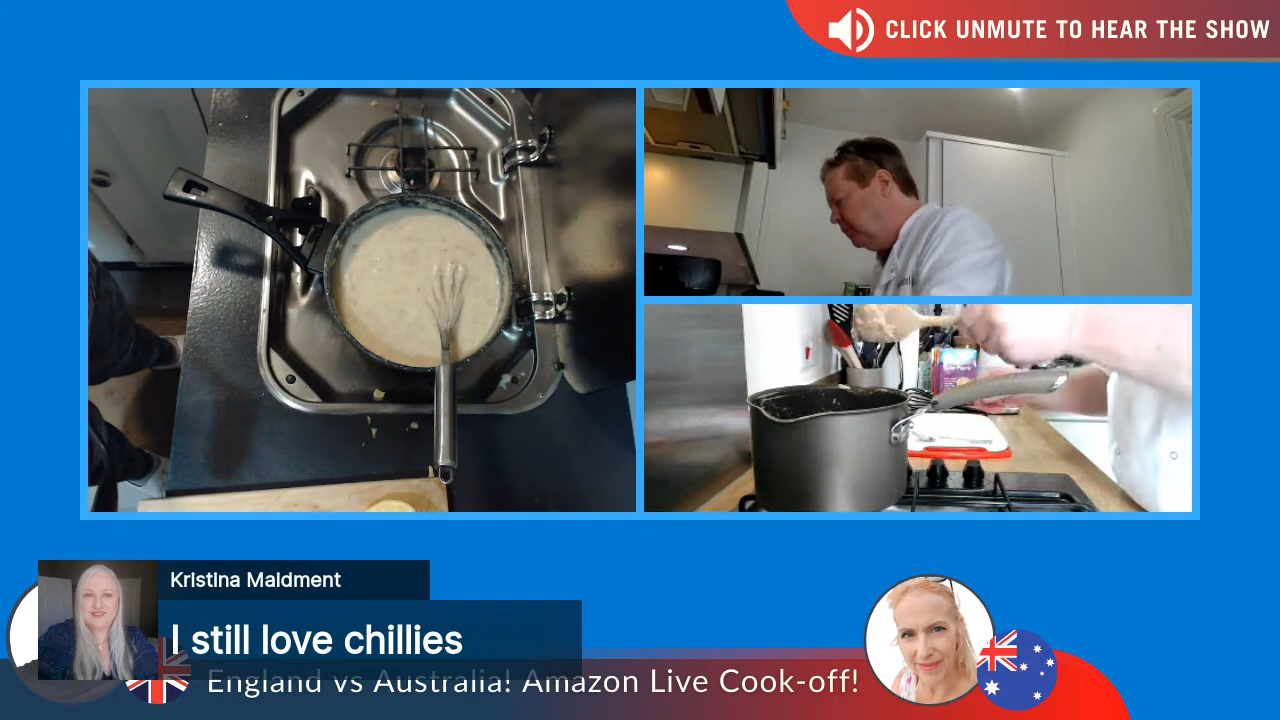 CLICK UNMUTE TO HEAR THE SHOW
Kristina Maidment
I still love chillies
England vs Australia! Amazon Live Cook-off!